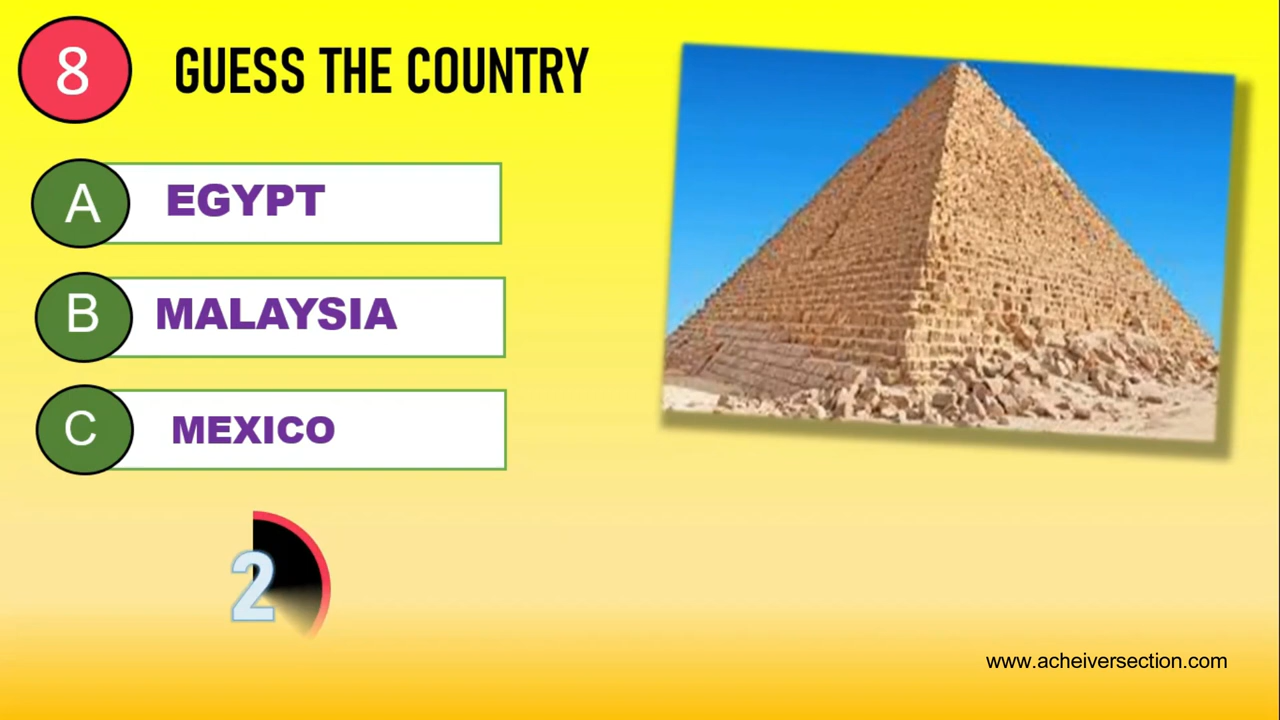 8
GUESS THE COUNTRY
A EGYPT
B MALAYSIA
C MEXICO
2
www.acheiversection.com